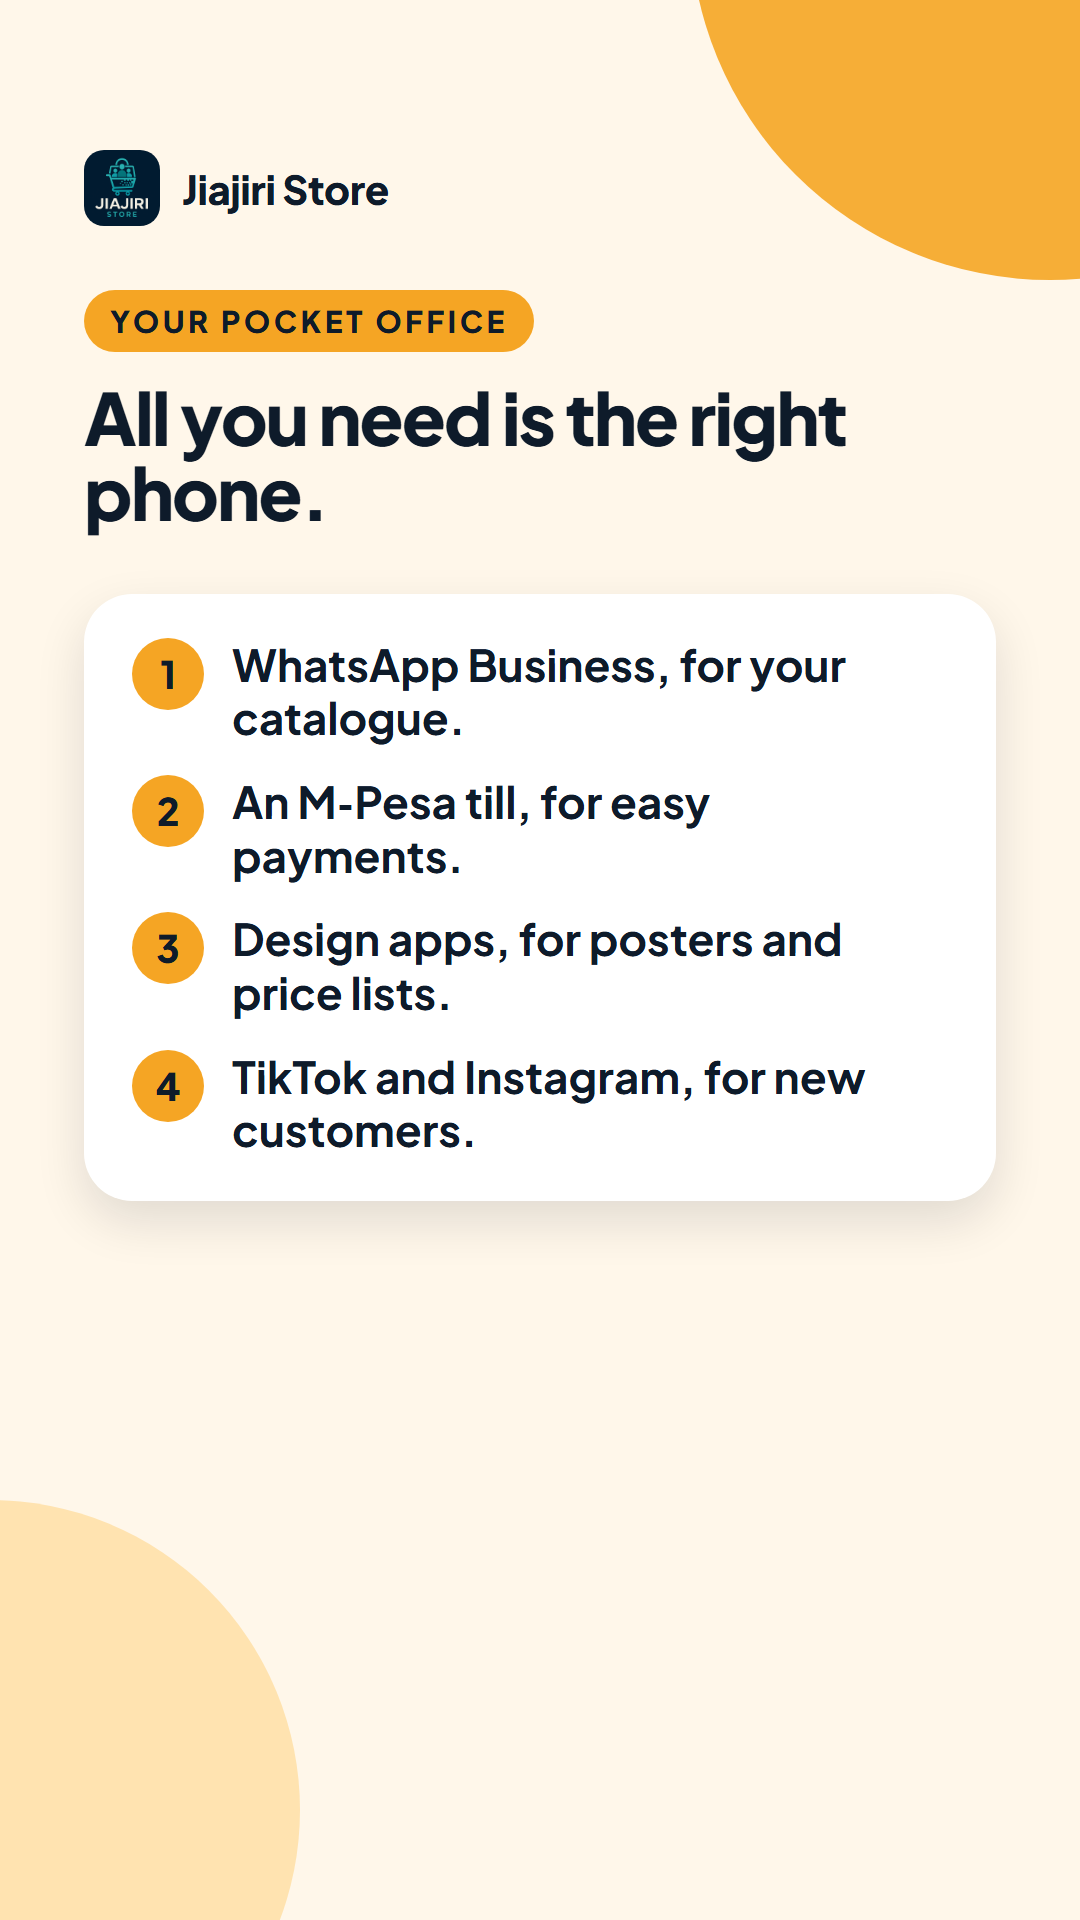 JIAJIRI
STORE
Jiajiri Store
YOUR POCKET OFFICE
All you need is the right
phone.
1
WhatsApp Business, for your
catalogue.
2
An M-Pesa till, for easy
payments.
3
Design apps, for posters and
price lists.
4
TikTok and Instagram, for new
customers.